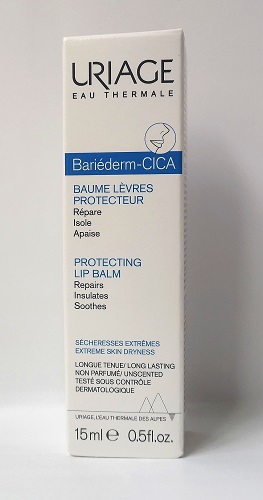 URIAGE
EAU THERMALE
Bariéderm-CICA
BAUME LÈVRES
PROTECTEUR
Répare
Isole
Apaise
PROTECTING
LIP BALM
Repairs
Insulates
Soothes
SÉCHERESSES EXTRÊMES
EXTREME SKIN DRYNESS
LONGUE TENUE/ LONG LASTING
NON PARFUMÉ/ UNSCENTED
TESTÉ SOUS CONTRÔLE
DERMATOLOGIQUE
URIAGE, L'EAU THERMALE DES ALPES
15 ml ℮ 0.5fl.oz.